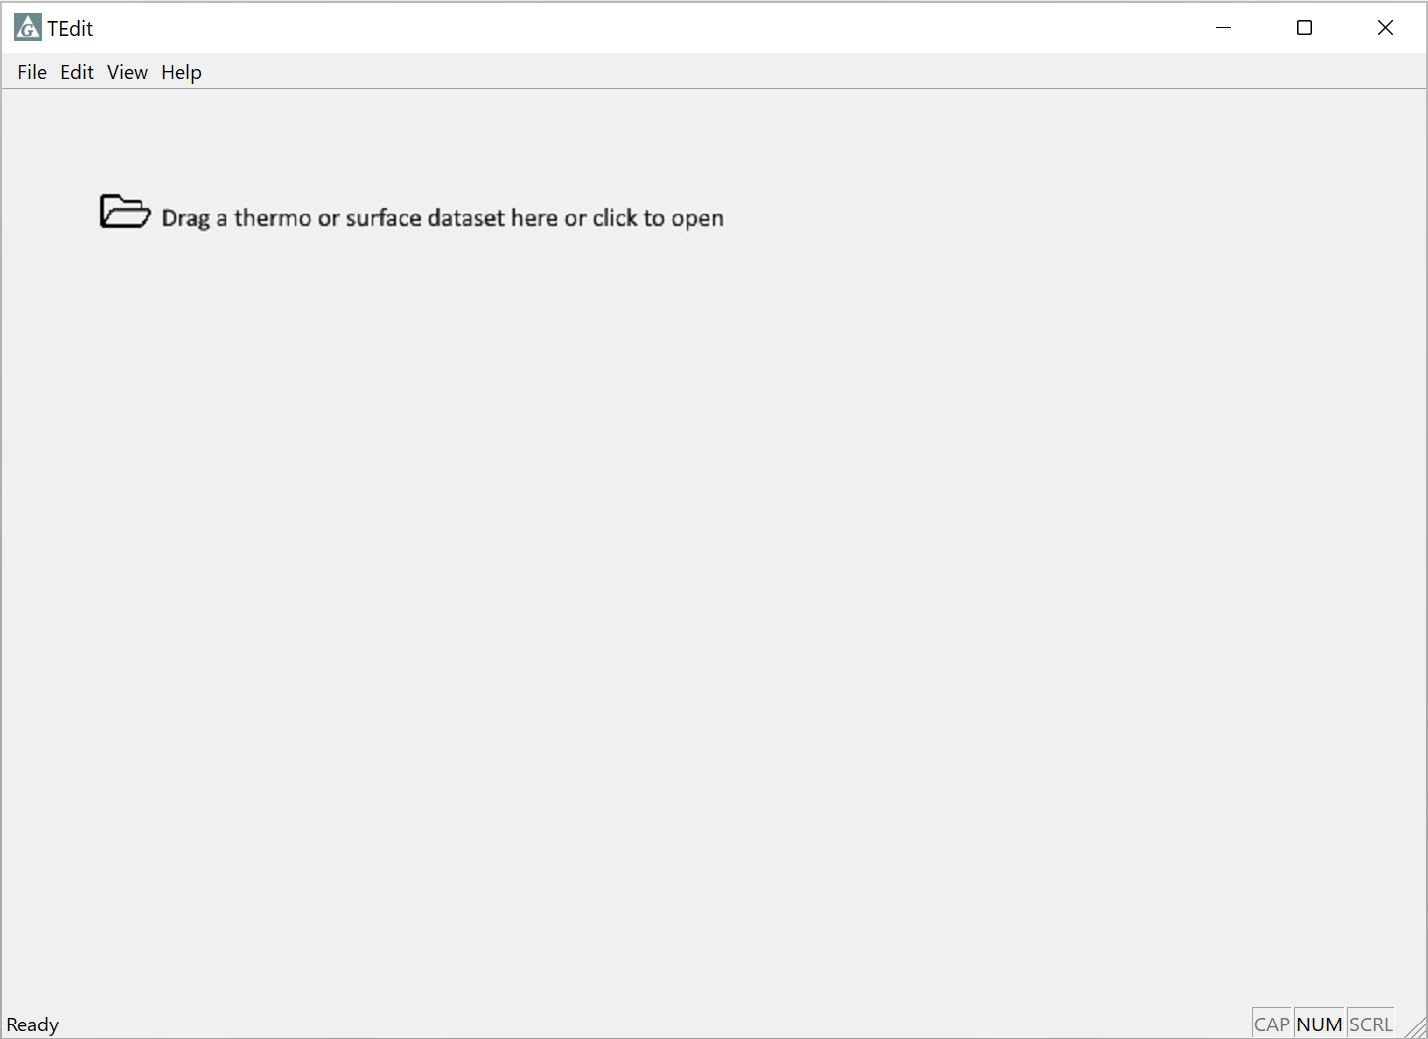 TEdit
File Edit View Help
Drag a thermo or surface dataset here or click to open
Ready CAP NUM SCRL